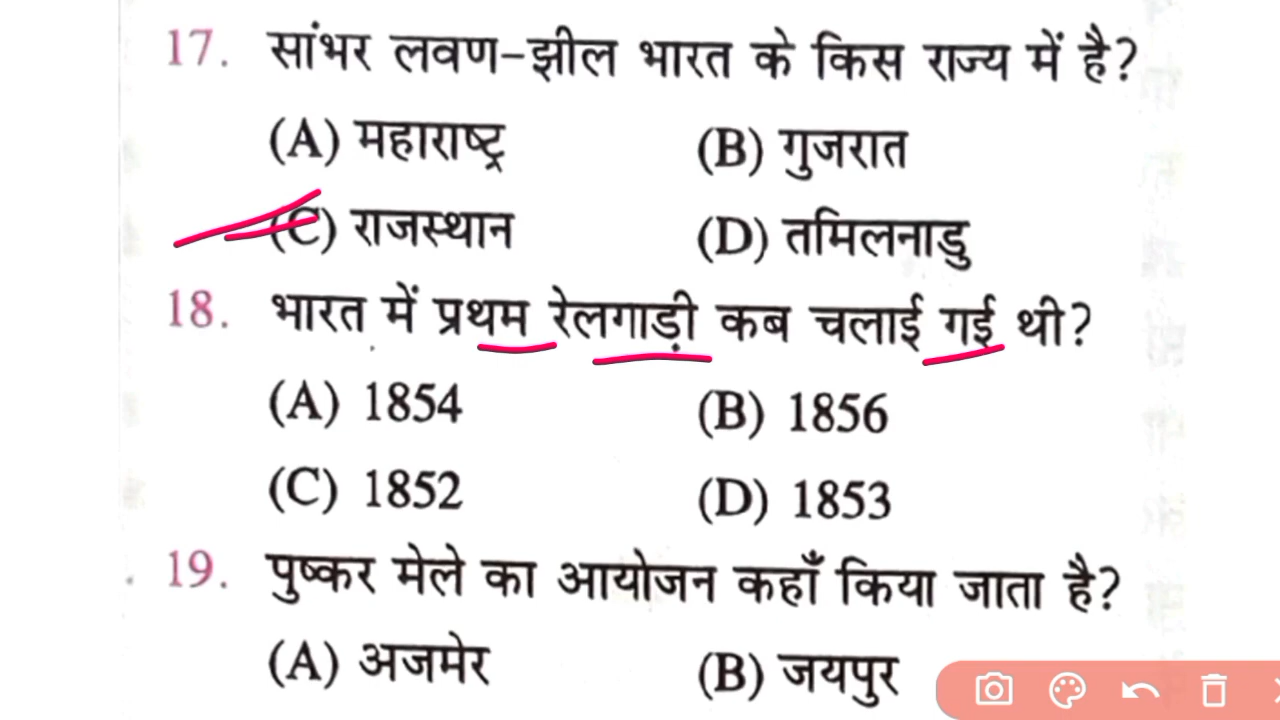 17. सांभर लवण-झील भारत के किस राज्य में है?
(A) महाराष्ट्र (B) गुजरात
(C) राजस्थान (D) तमिलनाडु
18. भारत में प्रथम रेलगाड़ी कब चलाई गई थी?
(A) 1854 (B) 1856
(C) 1852 (D) 1853
19. पुष्कर मेले का आयोजन कहाँ किया जाता है?
(A) अजमेर (B) जयपुर